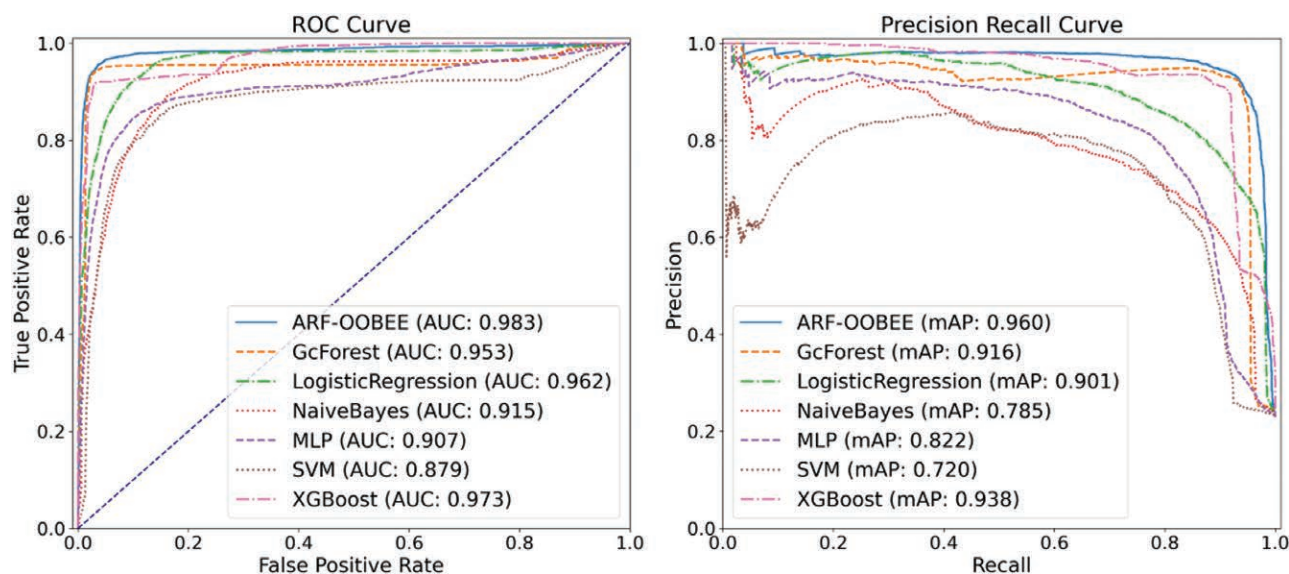 ROC Curve
1.0
0.8
0.6
0.4
0.2
0.0
True Positive Rate
ARF-OOBEE (AUC: 0.983)
GcForest (AUC: 0.953)
LogisticRegression (AUC: 0.962)
NaiveBayes (AUC: 0.915)
MLP (AUC: 0.907)
SVM (AUC: 0.879)
XGBoost (AUC: 0.973)
0.0 0.2 0.4 0.6 0.8 1.0
False Positive Rate
Precision Recall Curve
1.0
0.8
0.6
0.4
0.2
0.0
Precision
ARF-OOBEE (mAP: 0.960)
GcForest (mAP: 0.916)
LogisticRegression (mAP: 0.901)
NaiveBayes (mAP: 0.785)
MLP (mAP: 0.822)
SVM (mAP: 0.720)
XGBoost (mAP: 0.938)
0.0 0.2 0.4 0.6 0.8 1.0
Recall